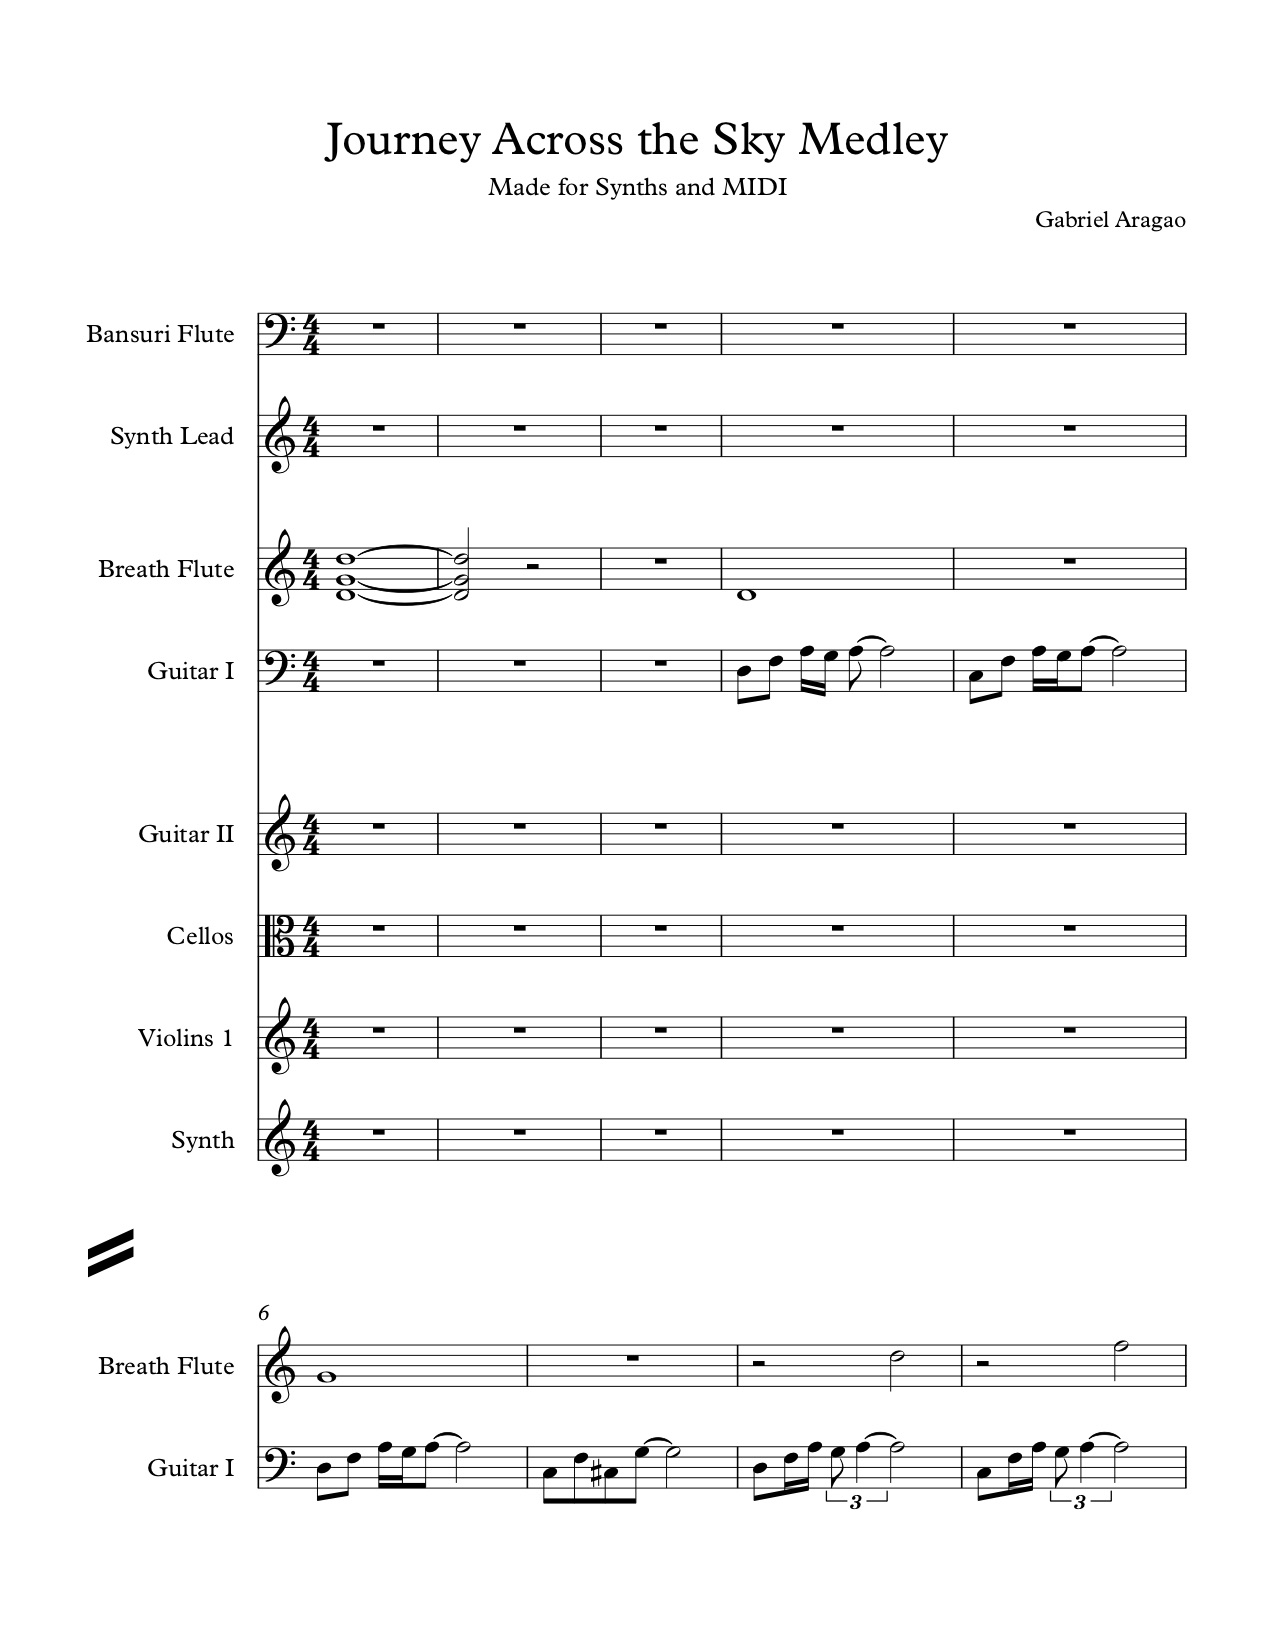 Journey Across the Sky Medley
Made for Synths and MIDI
Gabriel Aragao
Bansuri Flute
Synth Lead
Breath Flute
Guitar I
Guitar II
Cellos
Violins 1
Synth
6
Breath Flute
Guitar I
3
3